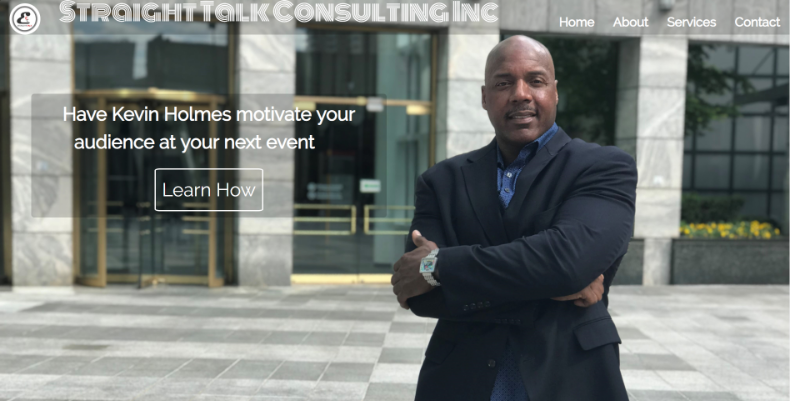 Straight Talk Consulting Inc
Home About Services Contact
Have Kevin Holmes motivate your
audience at your next event
Learn How